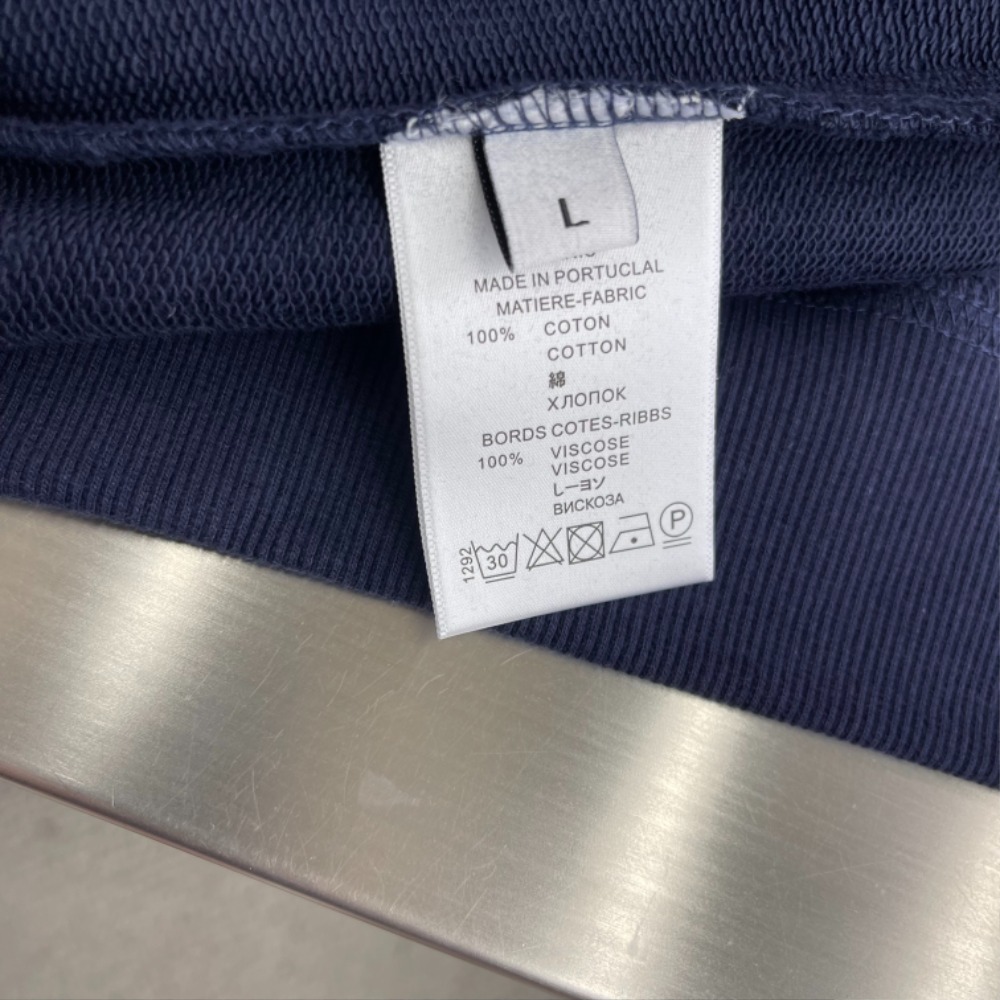 L
MADE IN PORTUCLAL
MATIERE-FABRIC
100% COTON
COTTON
綿
ХЛОПОК
BORDS COTES-RIBBS
100% VISCOSE
VISCOSE
レーヨン
ВИСКОЗА
1292 30 P